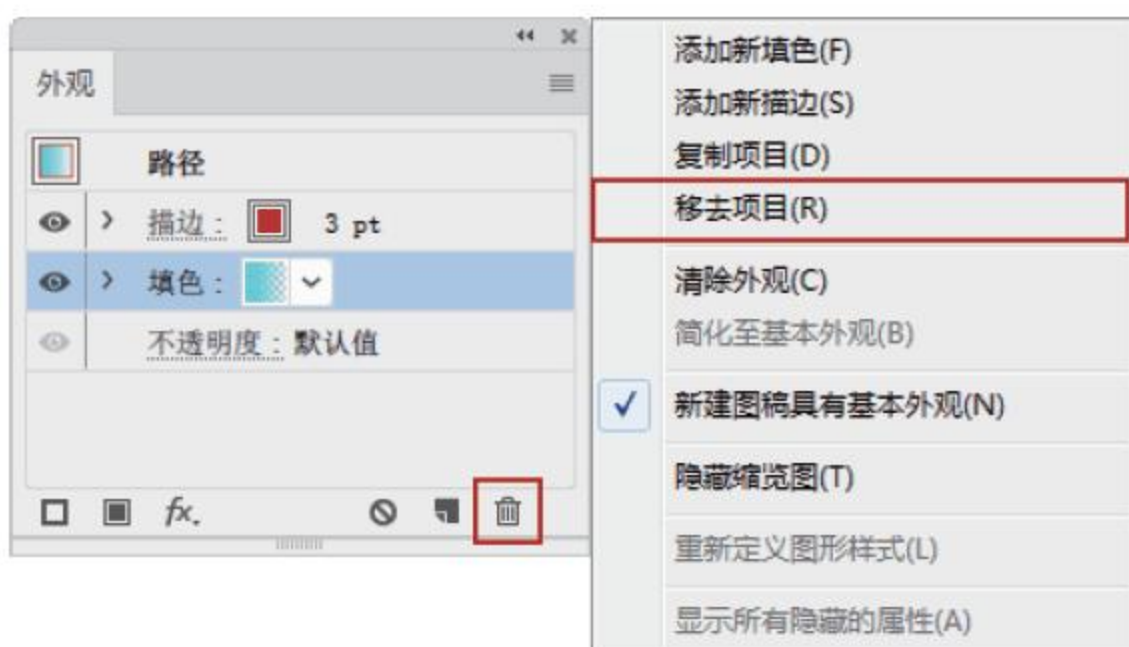 外观
路径
描边： 3 pt
填色：
不透明度：默认值
fx.
添加新填色(F)
添加新描边(S)
复制项目(D)
移去项目(R)
清除外观(C)
简化至基本外观(B)
新建图稿具有基本外观(N)
隐藏缩览图(T)
重新定义图形样式(L)
显示所有隐藏的属性(A)